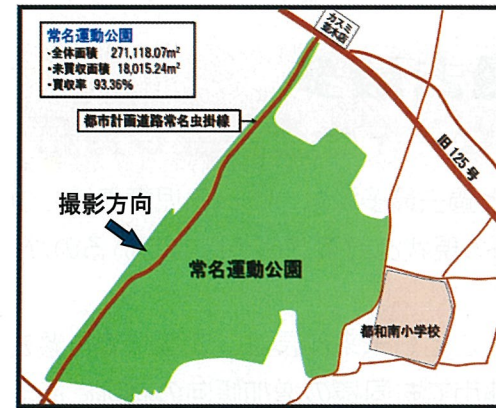 常名運動公園
・全体面積 271,118.07m²
・未買収面積 18,015.24m²
・買収率 93.36%
カスミ
並木店
都市計画道路常名虫掛線
旧125号
撮影方向
常名運動公園
都和南小学校